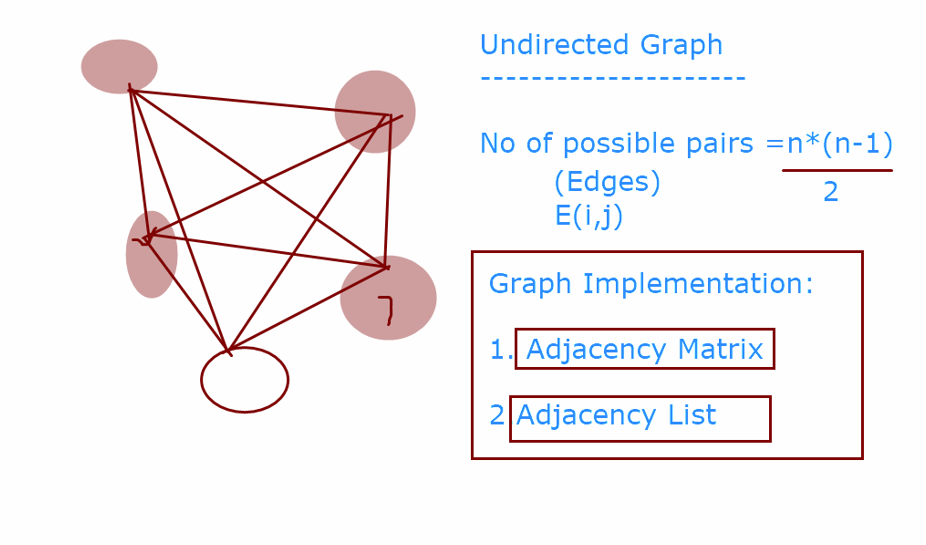 Undirected Graph
---------------------
No of possible pairs =n*(n-1)
2
(Edges)
E(i,j)
Graph Implementation:
1. Adjacency Matrix
2 Adjacency List